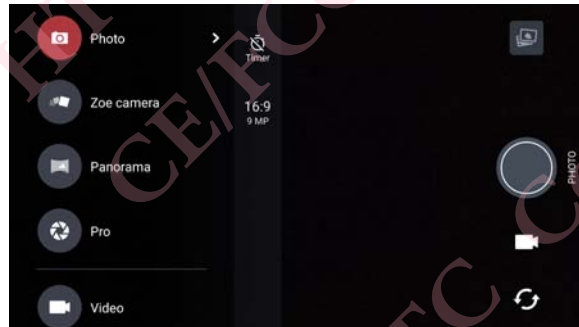 Photo
Timer
Zoe camera
16:9
9 MP
Panorama
PHOTO
Pro
Video